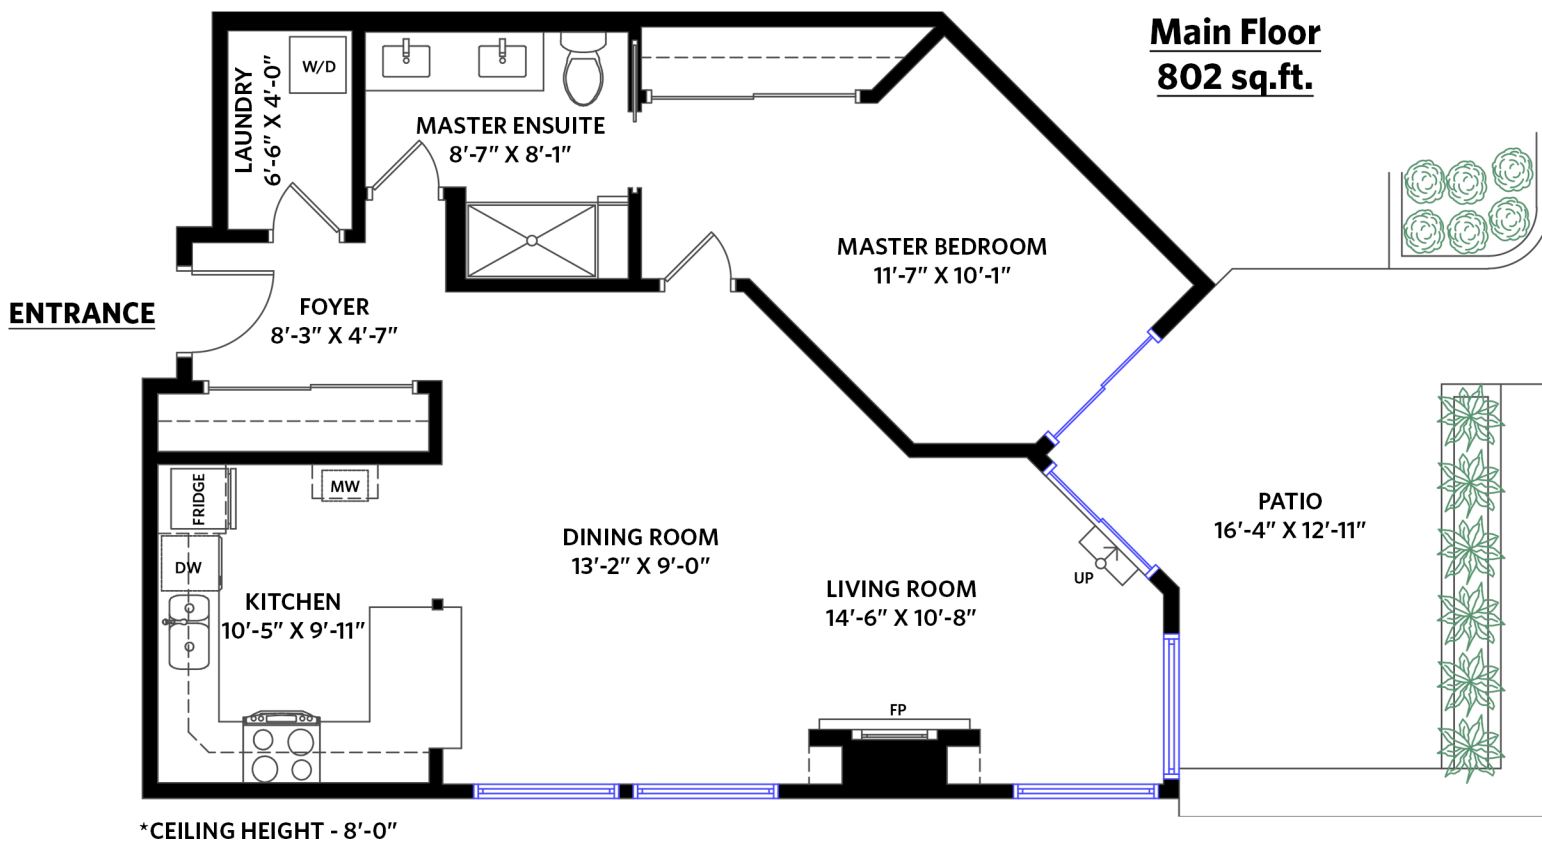 Main Floor
802 sq.ft.
W/D
LAUNDRY
6'-6" X 4'-0"
MASTER ENSUITE
8'-7" X 8'-1"
MASTER BEDROOM
11'-7" X 10'-1"
ENTRANCE
FOYER
8'-3" X 4'-7"
FRIDGE
MW
DW
KITCHEN
10'-5" X 9'-11"
DINING ROOM
13'-2" X 9'-0"
LIVING ROOM
14'-6" X 10'-8"
UP
PATIO
16'-4" X 12'-11"
FP
*CEILING HEIGHT - 8'-0"